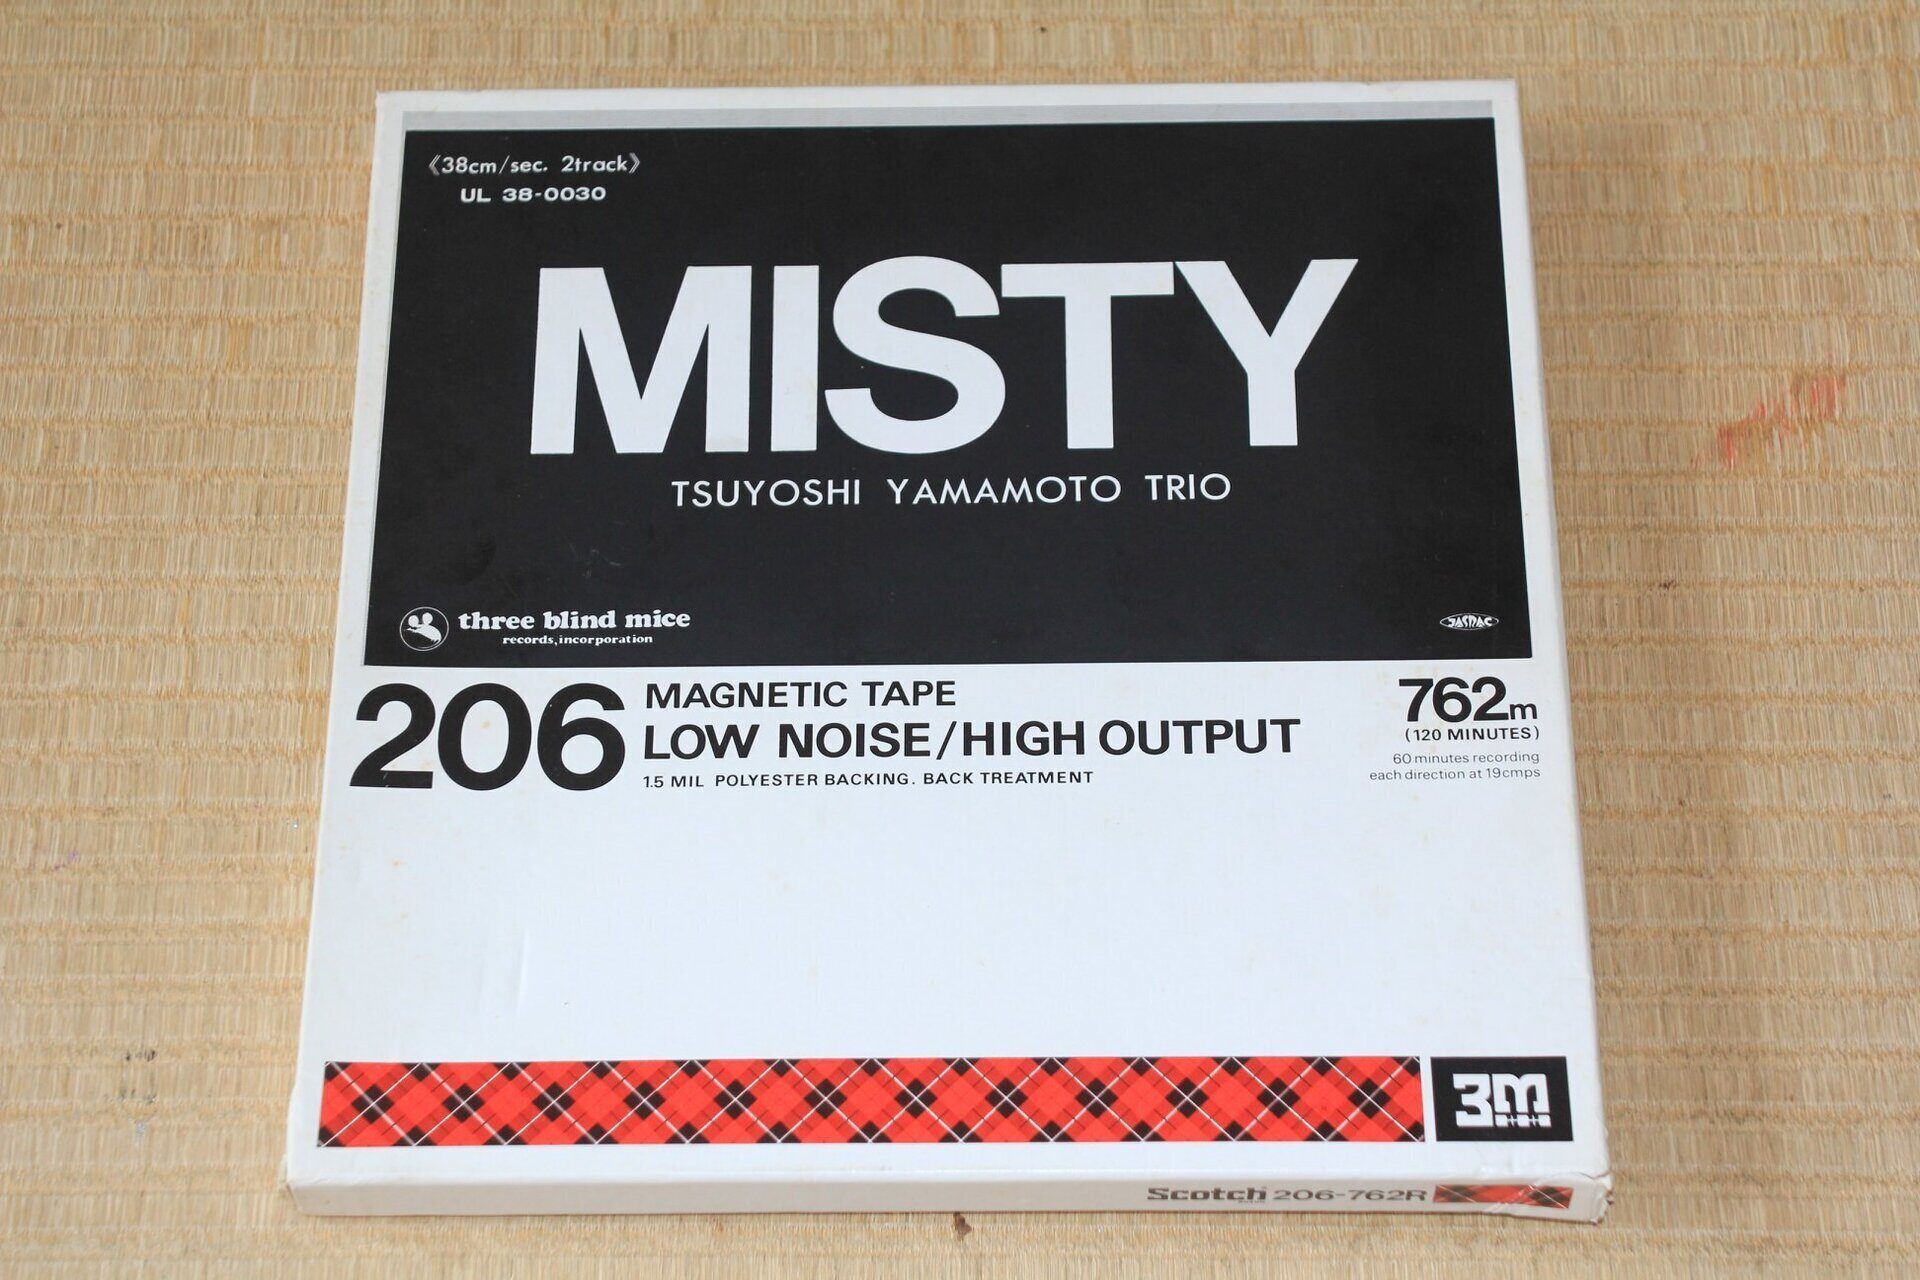 《38cm/sec. 2track》
UL 38-0030
MISTY
TSUYOSHI YAMAMOTO TRIO
three blind mice
records, incorporation
JASRAC
206
MAGNETIC TAPE
LOW NOISE/HIGH OUTPUT
1.5 MIL POLYESTER BACKING. BACK TREATMENT
762m
(120 MINUTES)
60 minutes recording
each direction at 19cmps
3M
Scotch 206-762R